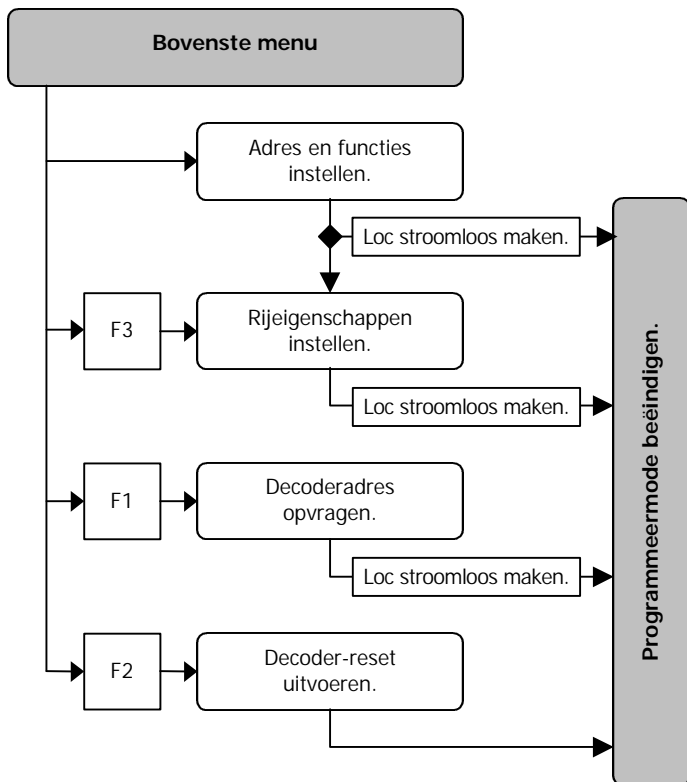 Bovenste menu
Adres en functies
instellen.
Loc stroomloos maken.
F3
Rijeigenschappen
instellen.
Loc stroomloos maken.
F1
Decoderadres
opvragen.
Loc stroomloos maken.
F2
Decoder-reset
uitvoeren.
Programmeermode beëindigen.